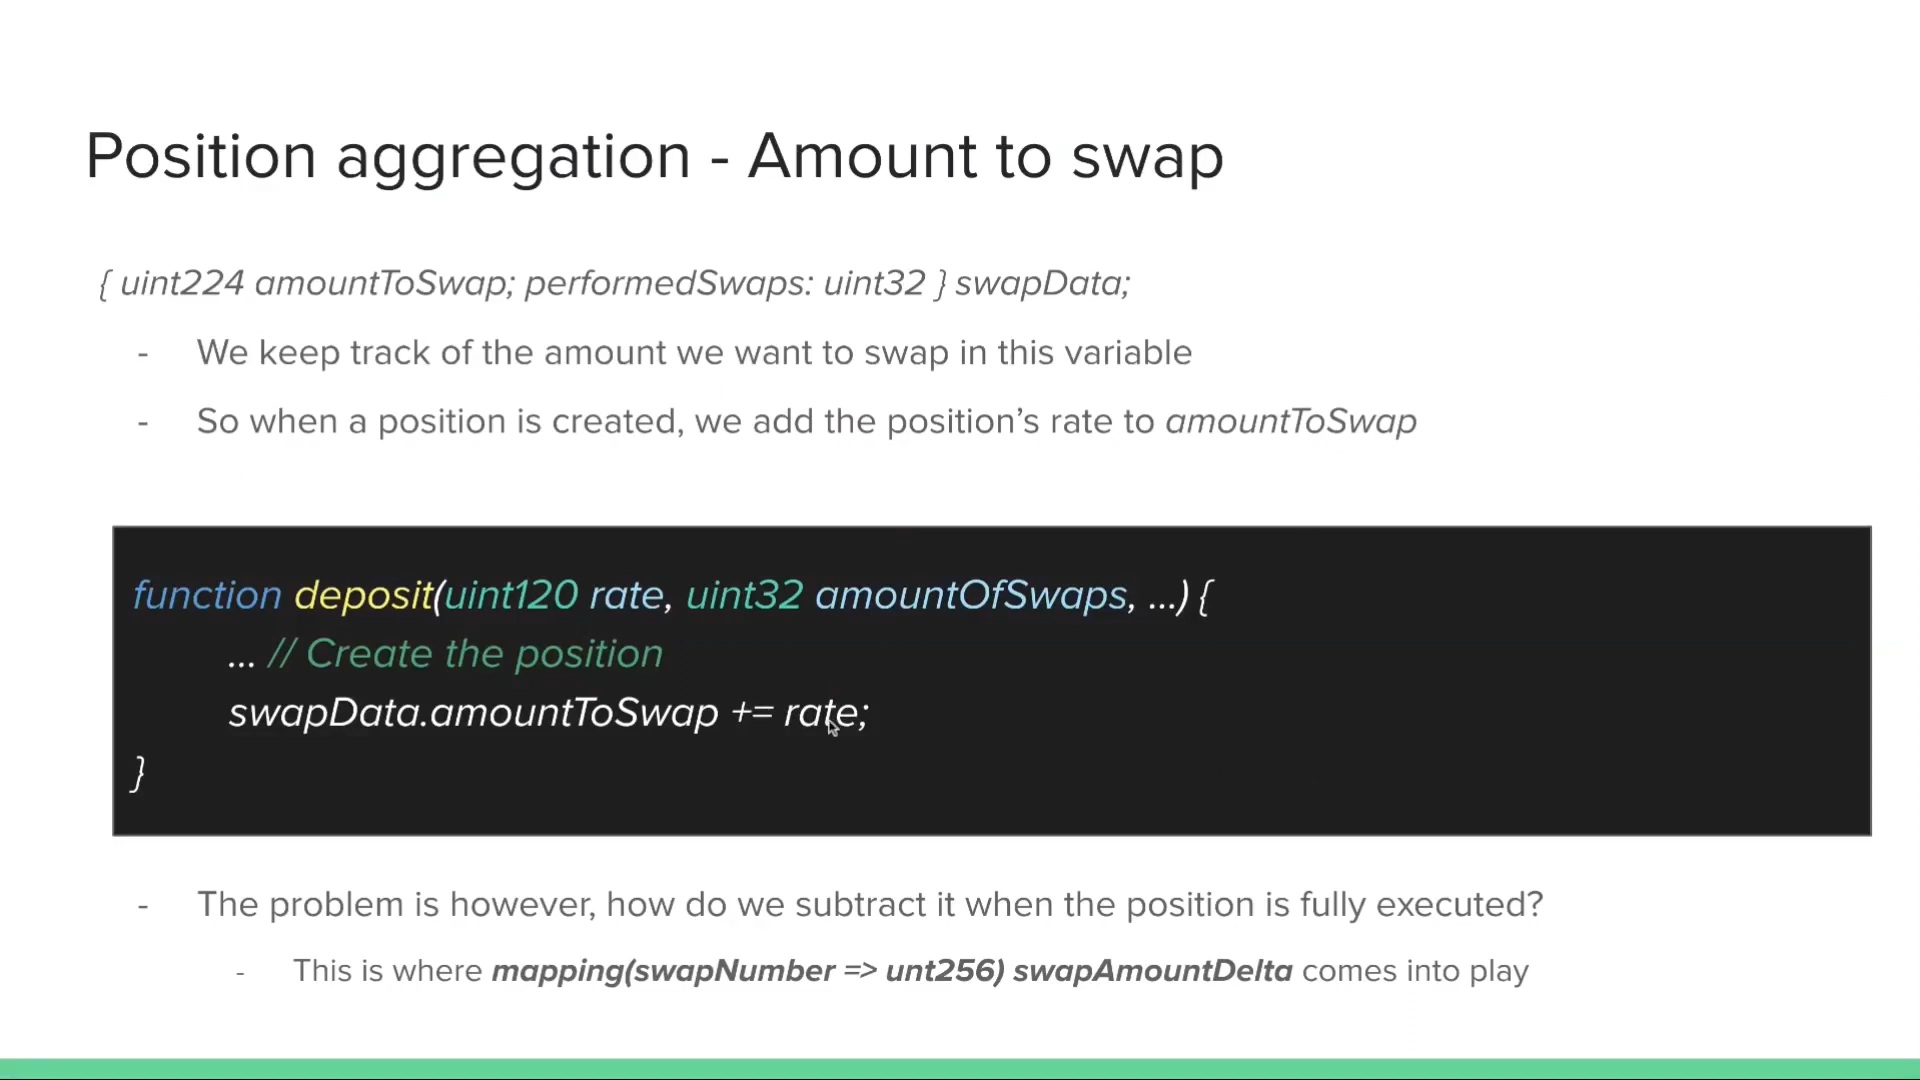 Position aggregation - Amount to swap
{ uint224 amountToSwap; performedSwaps: uint32 } swapData;
- We keep track of the amount we want to swap in this variable
- So when a position is created, we add the position’s rate to amountToSwap
function deposit(uint120 rate, uint32 amountOfSwaps, ...) {
... // Create the position
swapData.amountToSwap += rate;
}
- The problem is however, how do we subtract it when the position is fully executed?
- This is where mapping(swapNumber => unt256) swapAmountDelta comes into play